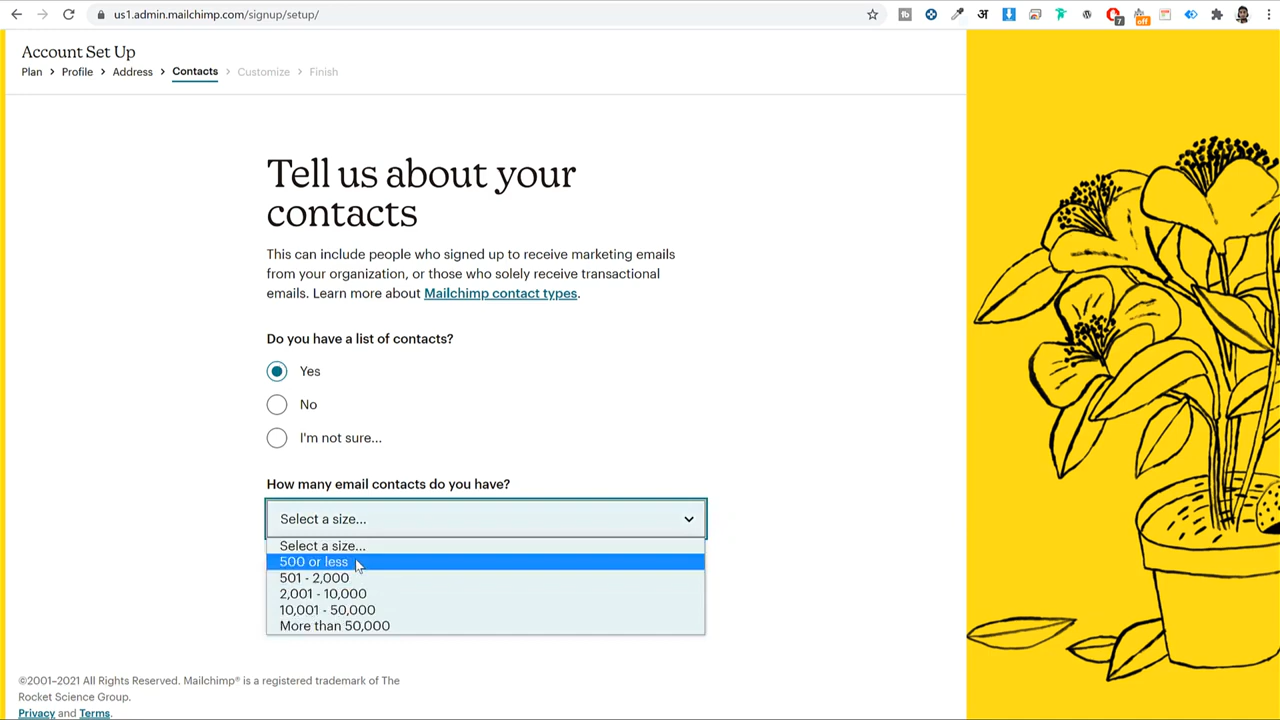 us1.admin.mailchimp.com/signup/setup/
fb
अ
7
off
Account Set Up
Plan > Profile > Address > Contacts > Customize > Finish
Tell us about your
contacts
This can include people who signed up to receive marketing emails
from your organization, or those who solely receive transactional
emails. Learn more about Mailchimp contact types.
Do you have a list of contacts?
Yes
No
I'm not sure...
How many email contacts do you have?
Select a size...
Select a size...
500 or less
501 - 2,000
2,001 - 10,000
10,001 - 50,000
More than 50,000
©2001-2021 All Rights Reserved. Mailchimp® is a registered trademark of The
Rocket Science Group.
Privacy and Terms.